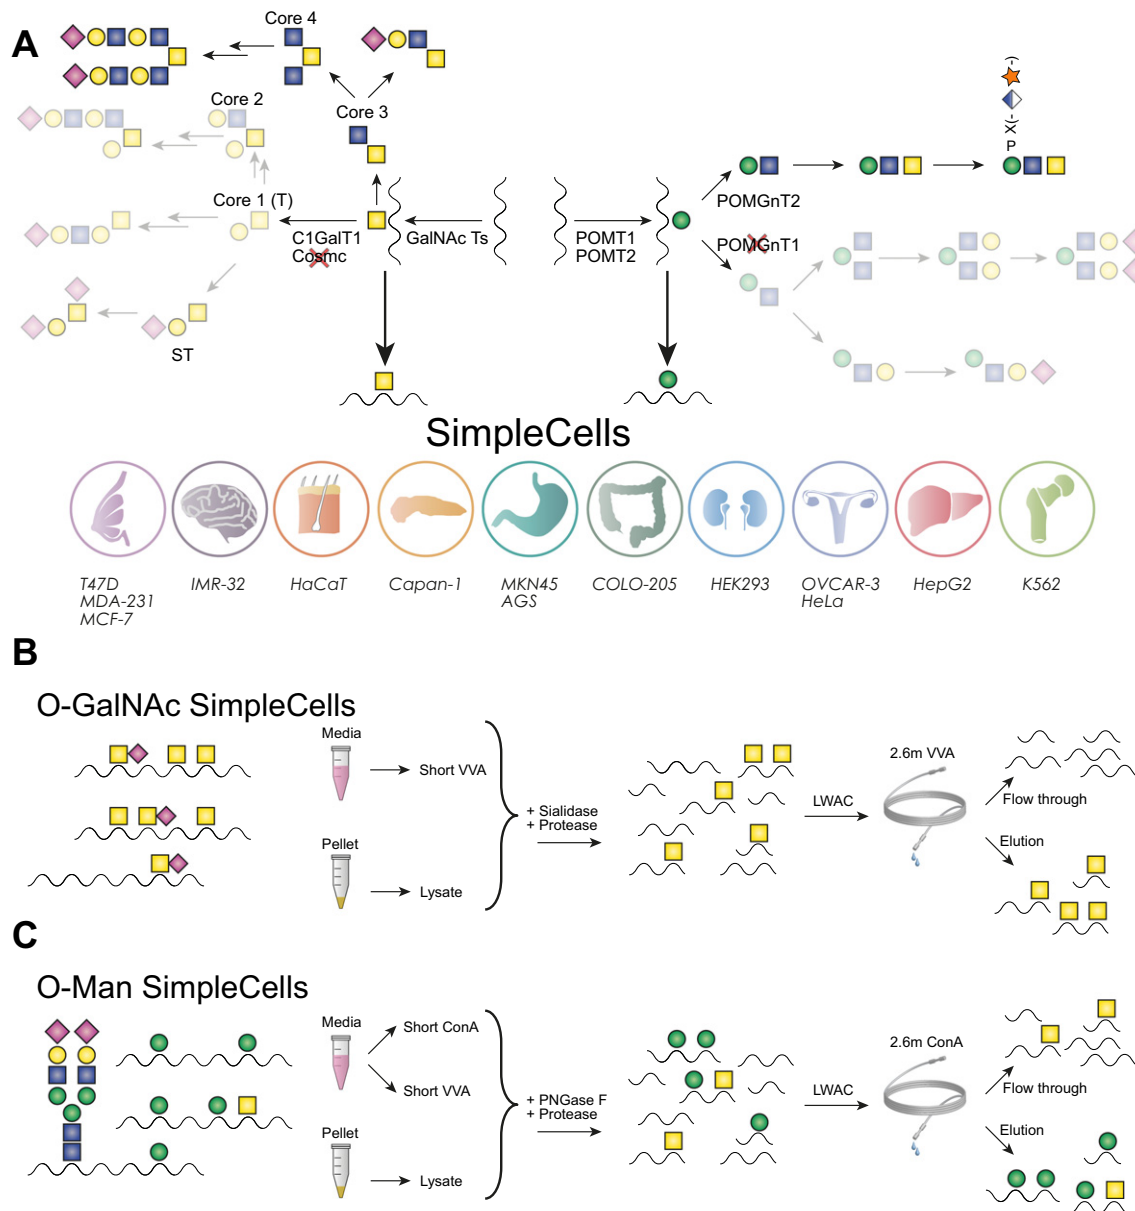 A
Core 4
Core 2
Core 3
Core 1 (T)
C1GalT1
Cosmc
GalNAc Ts
ST
POMT1
POMT2
POMGnT2
POMGnT1
(-
-)X
P
SimpleCells
T47D
MDA-231
MCF-7
IMR-32
HaCaT
Capan-1
MKN45
AGS
COLO-205
HEK293
OVCAR-3
HeLa
HepG2
K562
B
O-GalNAc SimpleCells
Media
Short VVA
Pellet
Lysate
+ Sialidase
+ Protease
LWAC
2.6m VVA
Flow through
Elution
C
O-Man SimpleCells
Media
Short ConA
Short VVA
Pellet
Lysate
+ PNGase F
+ Protease
LWAC
2.6m ConA
Flow through
Elution